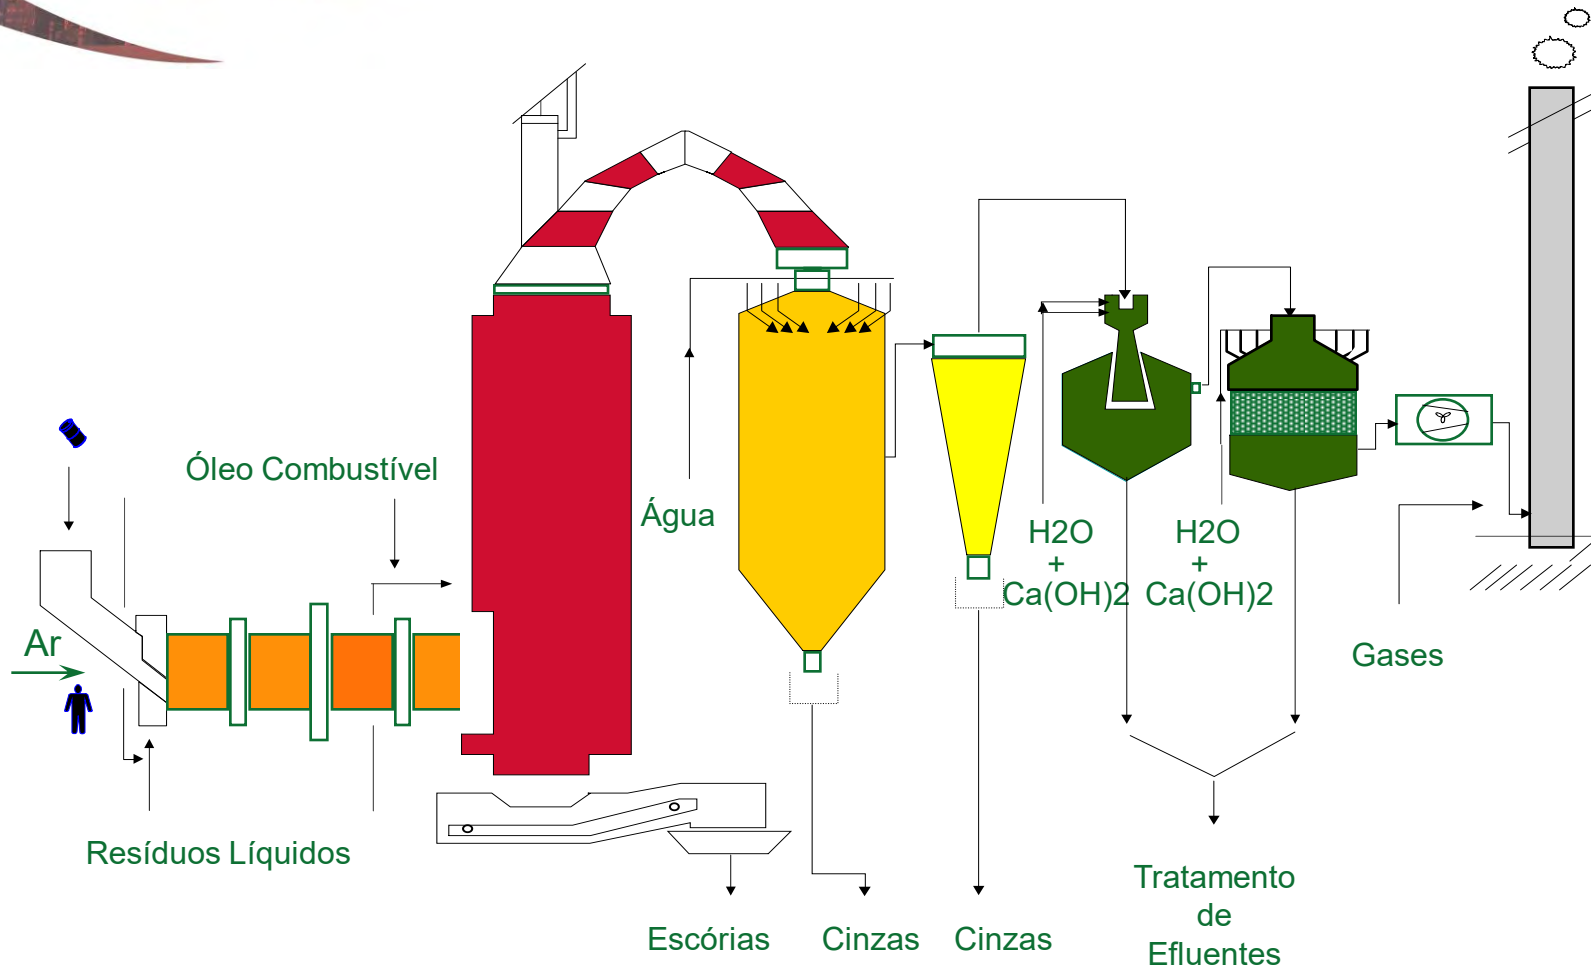 Óleo Combustível
Água
H2O
+
Ca(OH)2
H2O
+
Ca(OH)2
Ar
Gases
Resíduos Líquidos
Escórias
Cinzas
Cinzas
Tratamento
de
Efluentes